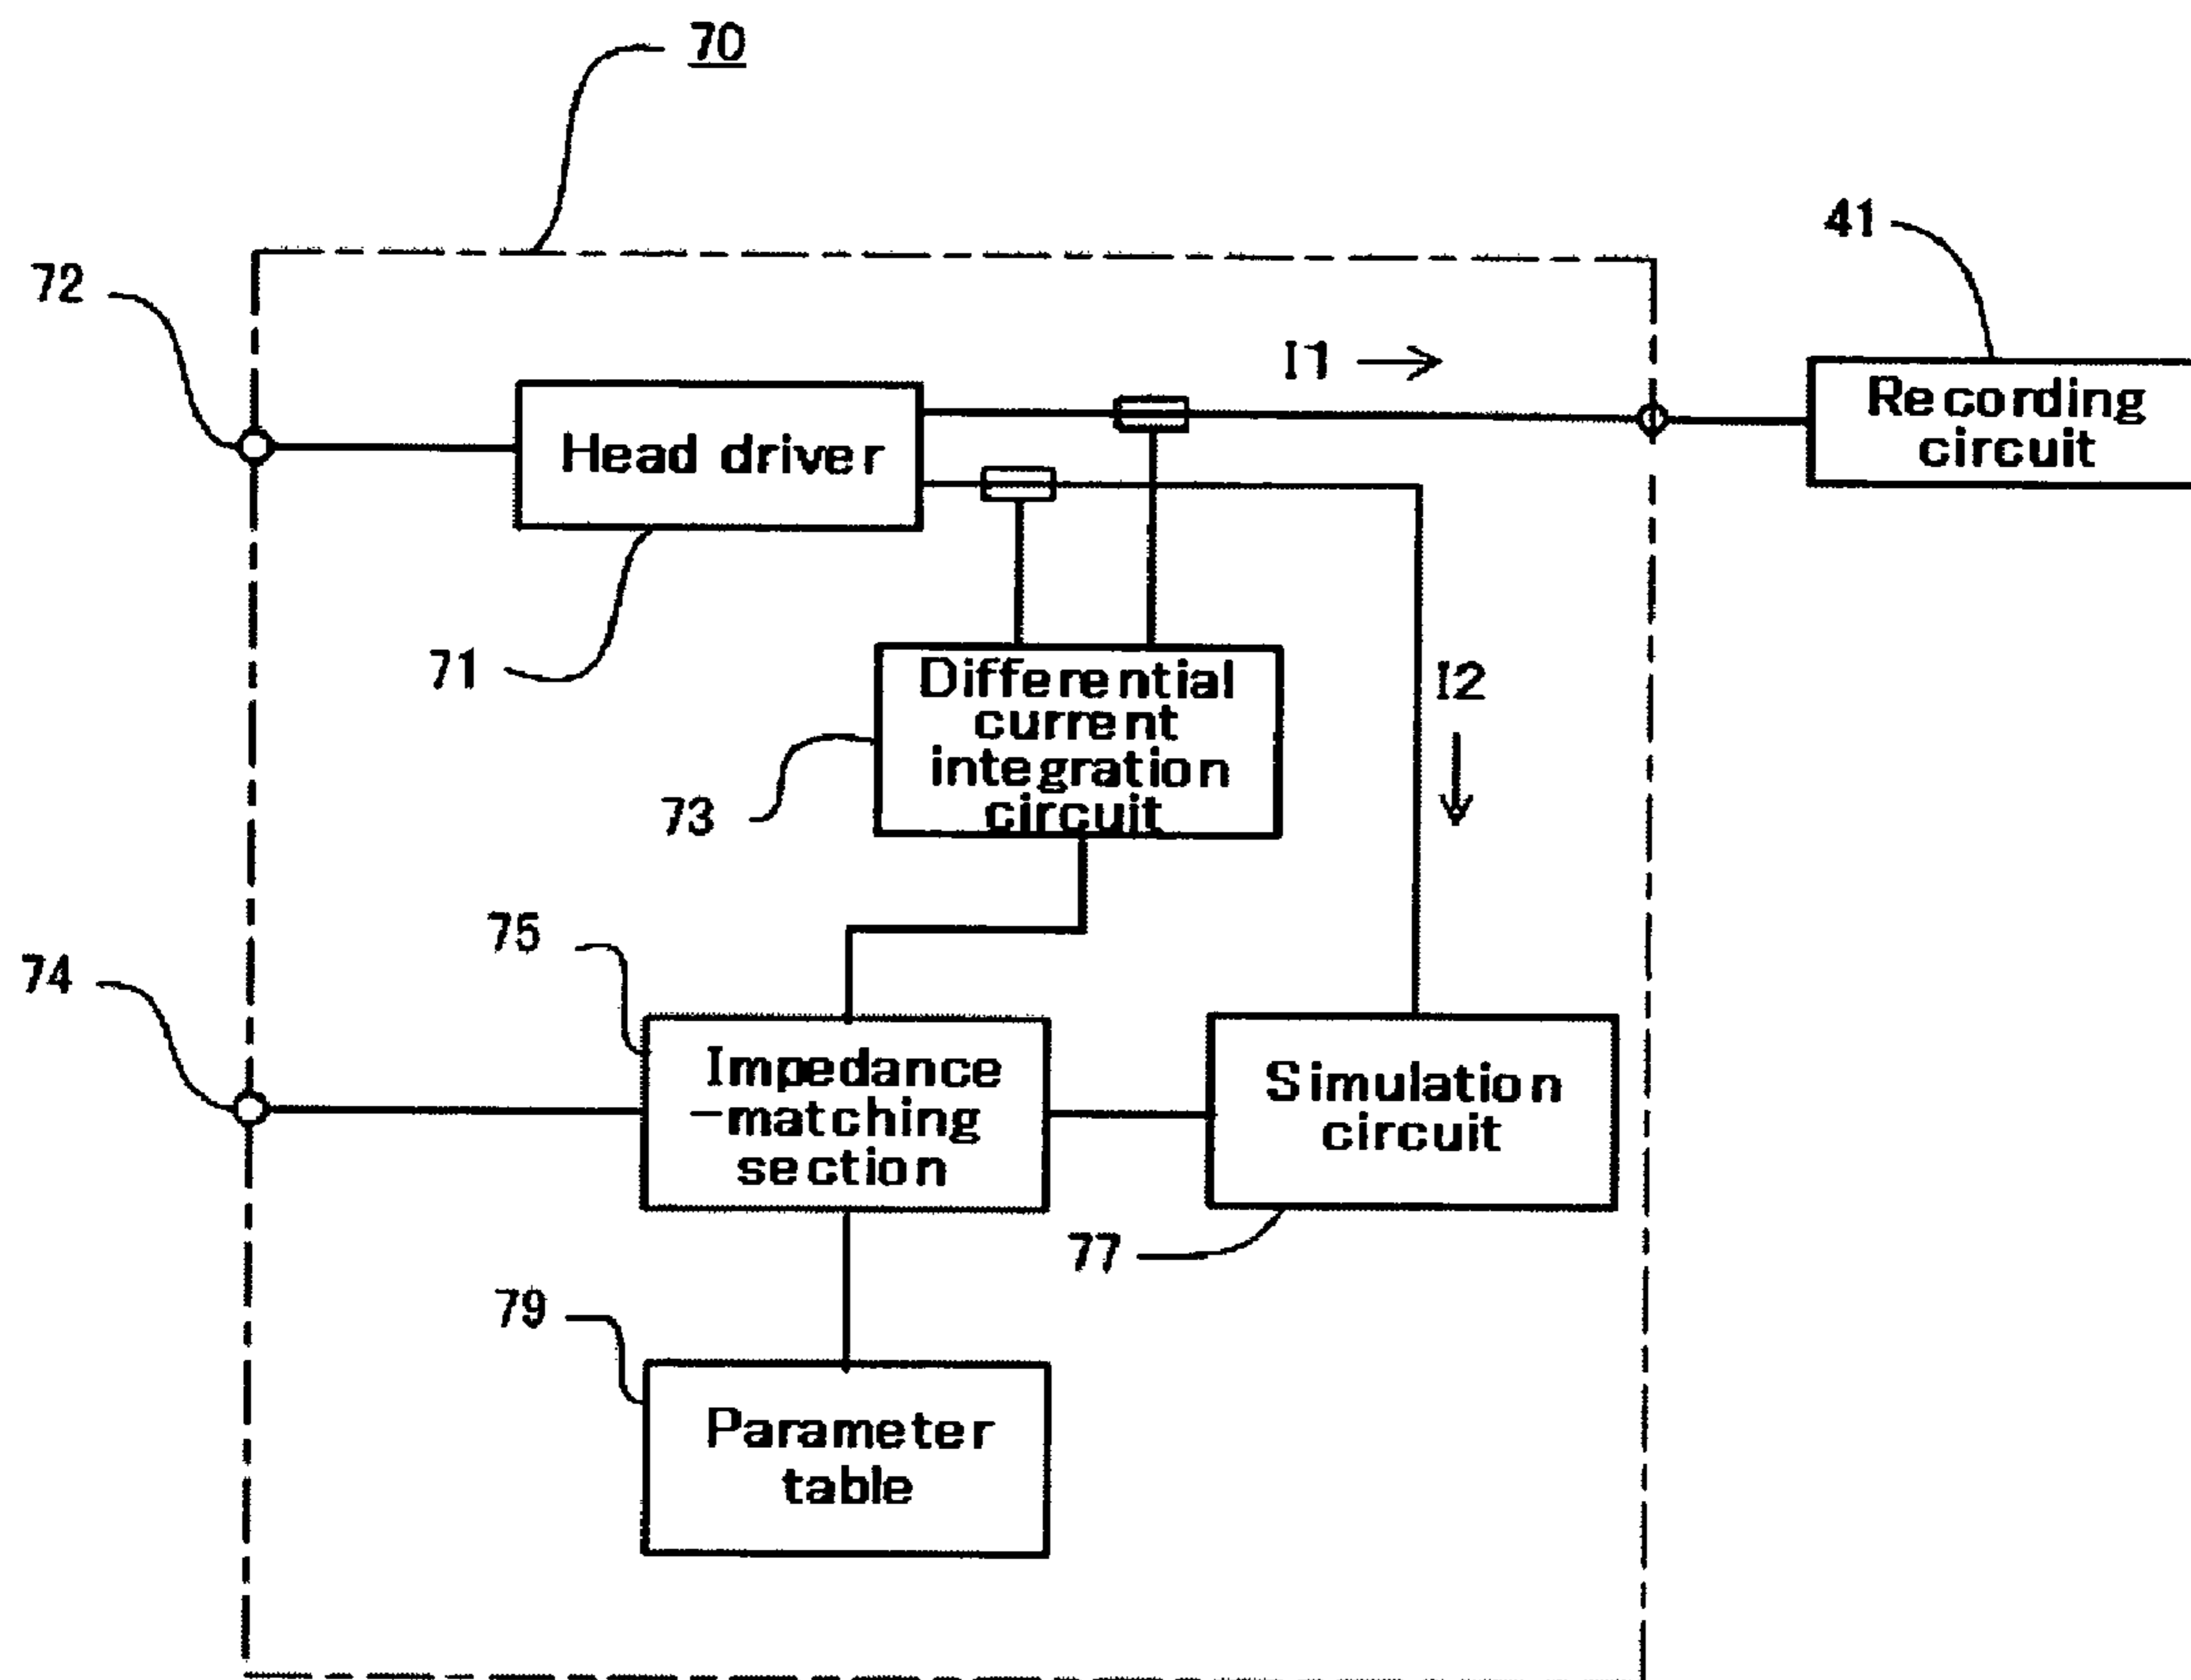 70
41
72
I1
Head driver
Recording
circuit
71
Differential
current
integration
circuit
I2
73
75
74
Impedance
-matching
section
Simulation
circuit
77
79
Parameter
table